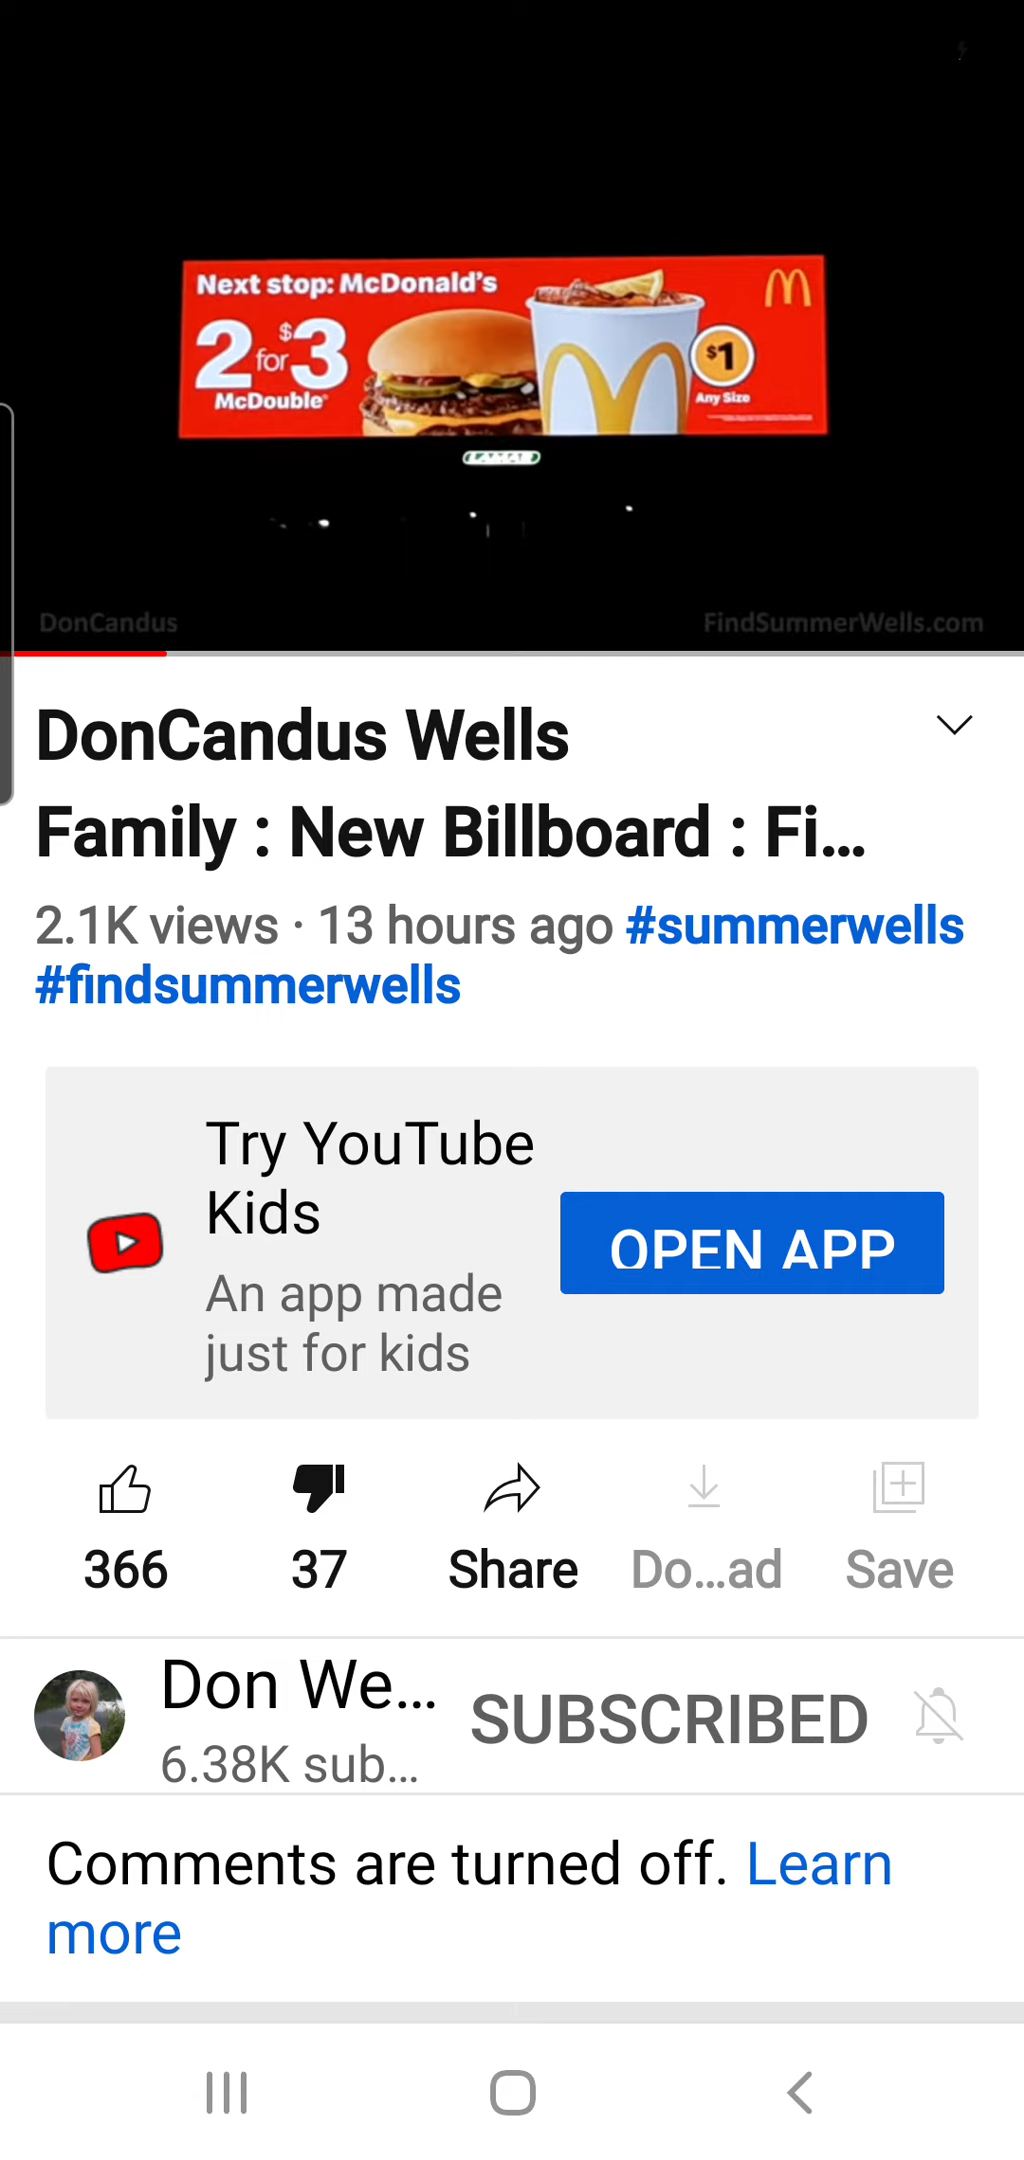 Next stop: McDonald's
2 for $3
McDouble
$1
Any Size
LAMAR
DonCandus
FindSummerWells.com
DonCandus Wells
Family : New Billboard : Fi...
2.1K views · 13 hours ago #summerwells
#findsummerwells
Try YouTube
Kids
An app made
just for kids
OPEN APP
366
37
Share
Do...ad
Save
Don We...
6.38K sub...
SUBSCRIBED
Comments are turned off. Learn
more